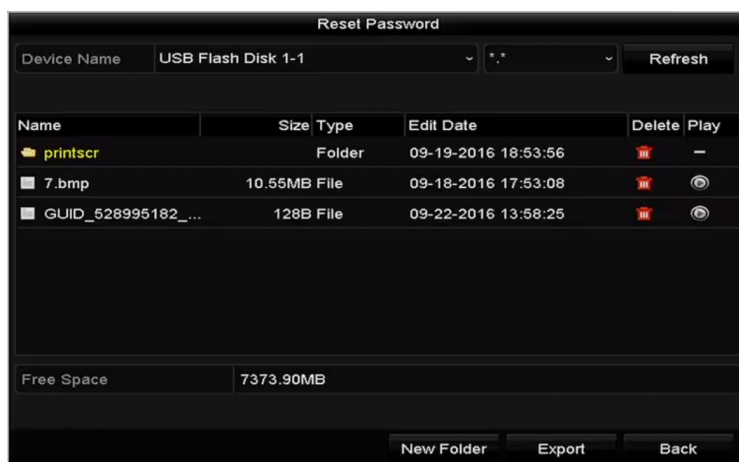 Reset Password
Device Name USB Flash Disk 1-1 *.* Refresh
Name Size Type Edit Date Delete Play
printscr Folder 09-19-2016 18:53:56
7.bmp 10.55MB File 09-18-2016 17:53:08
GUID_528995182_... 128B File 09-22-2016 13:58:25
Free Space 7373.90MB
New Folder Export Back